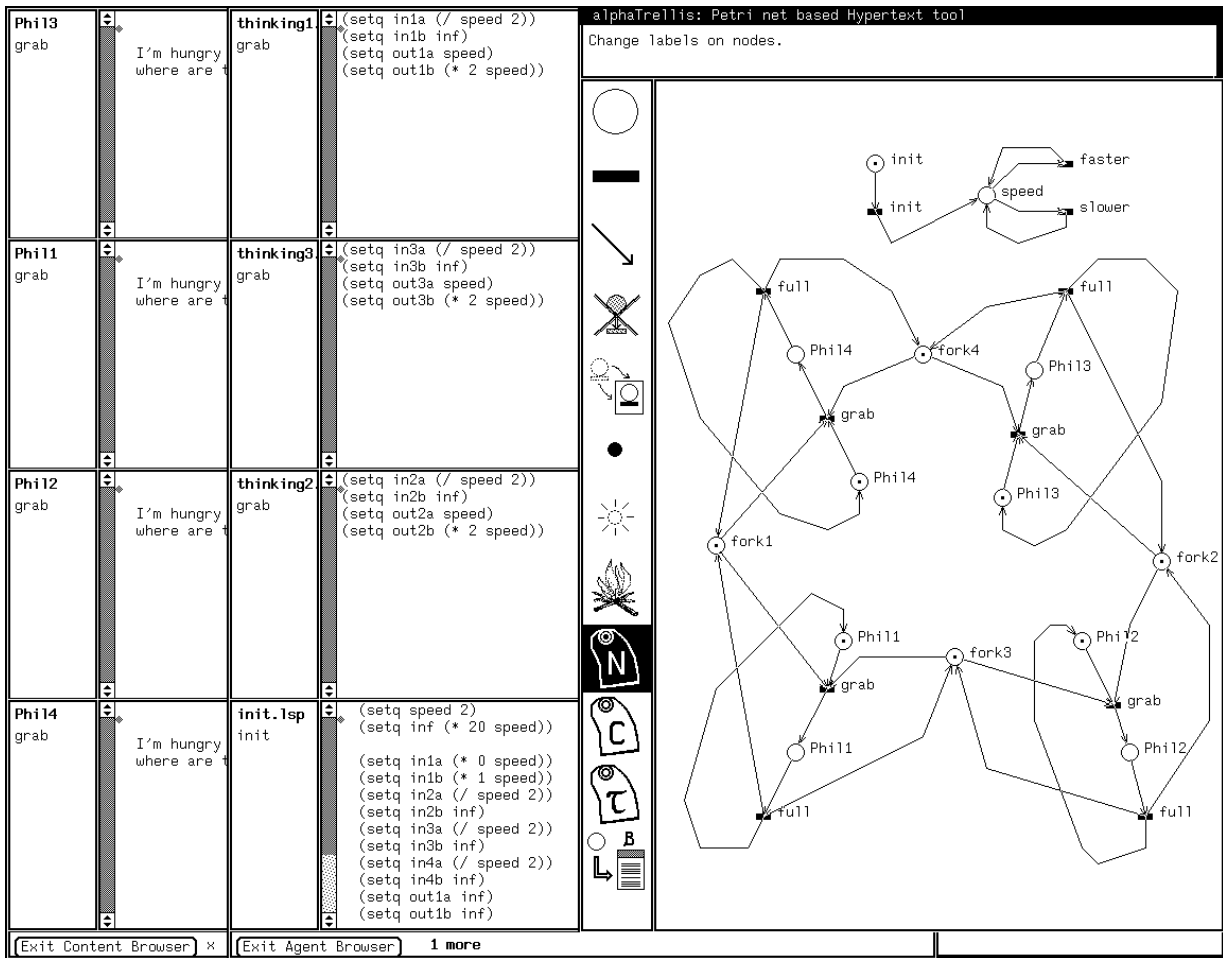 Phil3
grab
I'm hungry
where are t
thinking1.
grab
(setq in1a (/ speed 2))
(setq in1b inf)
(setq out1a speed)
(setq out1b (* 2 speed))
Phil1
grab
I'm hungry
where are t
thinking3.
grab
(setq in3a (/ speed 2))
(setq in3b inf)
(setq out3a speed)
(setq out3b (* 2 speed))
Phil2
grab
I'm hungry
where are t
thinking2.
grab
(setq in2a (/ speed 2))
(setq in2b inf)
(setq out2a speed)
(setq out2b (* 2 speed))
Phil4
grab
I'm hungry
where are t
init.lsp
init
(setq speed 2)
(setq inf (* 20 speed))
(setq in1a (* 0 speed))
(setq in1b (* 1 speed))
(setq in2a (/ speed 2))
(setq in2b inf)
(setq in3a (/ speed 2))
(setq in3b inf)
(setq in4a (/ speed 2))
(setq in4b inf)
(setq out1a inf)
(setq out1b inf)
Exit Content Browser ×
Exit Agent Browser
1 more
alphaTrellis: Petri net based Hypertext tool
Change labels on nodes.
N
C
τ
B
init
faster
speed
init
slower
full
full
Phil4
fork4
Phil3
grab
grab
Phil4
Phil3
fork1
fork2
Phil1
Phil2
fork3
grab
grab
Phil1
Phil2
full
full